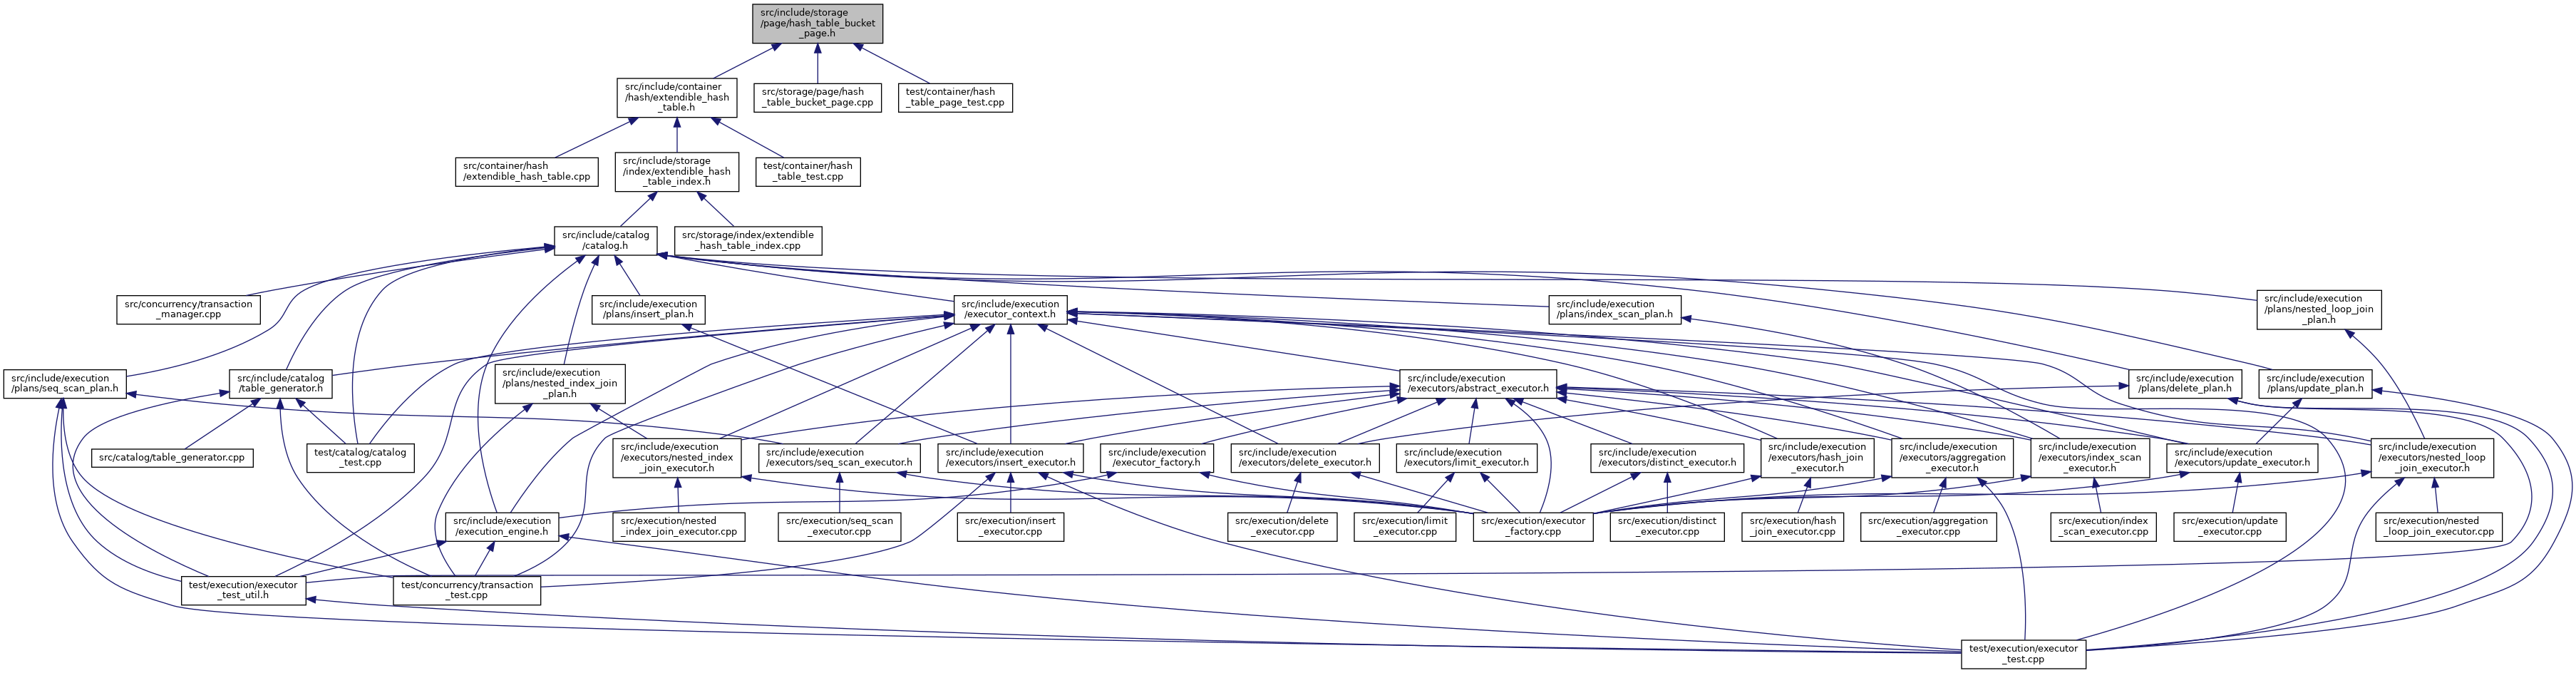 src/include/storage
/page/hash_table_bucket
_page.h
src/include/container
/hash/extendible_hash
_table.h
src/storage/page/hash
_table_bucket_page.cpp
test/container/hash
_table_page_test.cpp
src/container/hash
/extendible_hash_table.cpp
src/include/storage
/index/extendible_hash
_table_index.h
test/container/hash
_table_test.cpp
src/include/catalog
/catalog.h
src/storage/index/extendible
_hash_table_index.cpp
src/concurrency/transaction
_manager.cpp
src/include/execution
/plans/insert_plan.h
src/include/execution
/executor_context.h
src/include/execution
/plans/index_scan_plan.h
src/include/execution
/plans/nested_loop_join
_plan.h
src/include/execution
/plans/seq_scan_plan.h
src/include/catalog
/table_generator.h
src/include/execution
/plans/nested_index_join
_plan.h
src/include/execution
/executors/abstract_executor.h
src/include/execution
/plans/delete_plan.h
src/include/execution
/plans/update_plan.h
src/catalog/table_generator.cpp
test/catalog/catalog
_test.cpp
src/include/execution
/executors/nested_index
_join_executor.h
src/include/execution
/executors/seq_scan_executor.h
src/include/execution
/executors/insert_executor.h
src/include/execution
/executor_factory.h
src/include/execution
/executors/delete_executor.h
src/include/execution
/executors/limit_executor.h
src/include/execution
/executors/distinct_executor.h
src/include/execution
/executors/hash_join
_executor.h
src/include/execution
/executors/aggregation
_executor.h
src/include/execution
/executors/index_scan
_executor.h
src/include/execution
/executors/update_executor.h
src/include/execution
/executors/nested_loop
_join_executor.h
src/include/execution
/execution_engine.h
src/execution/nested
_index_join_executor.cpp
src/execution/seq_scan
_executor.cpp
src/execution/insert
_executor.cpp
src/execution/delete
_executor.cpp
src/execution/limit
_executor.cpp
src/execution/executor
_factory.cpp
src/execution/distinct
_executor.cpp
src/execution/hash
_join_executor.cpp
src/execution/aggregation
_executor.cpp
src/execution/index
_scan_executor.cpp
src/execution/update
_executor.cpp
src/execution/nested
_loop_join_executor.cpp
test/execution/executor
_test_util.h
test/concurrency/transaction
_test.cpp
test/execution/executor
_test.cpp